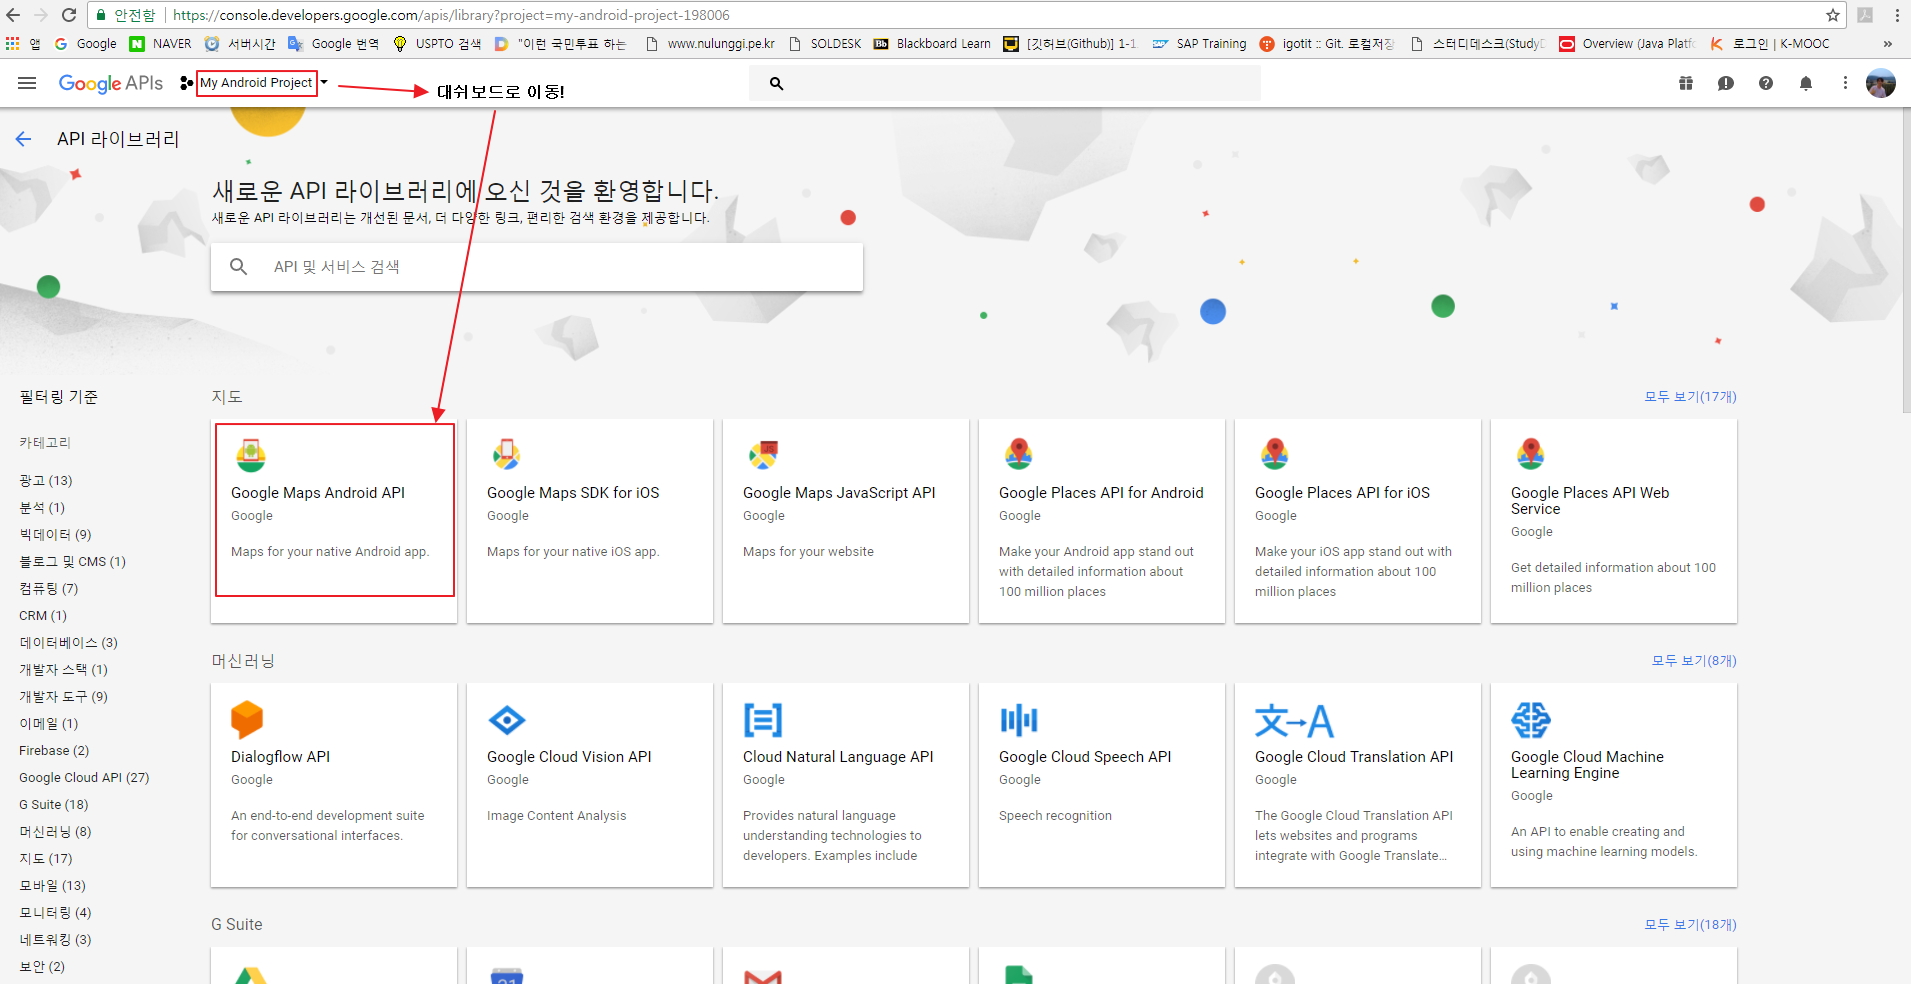 안전함 https://console.developers.google.com/apis/library?project=my-android-project-198006
앱 Google NAVER 서버시간 Google 번역 USPTO 검색 "이런 국민투표 하는 www.nulunggi.pe.kr SOLDESK Bb Blackboard Learn [깃허브(Github)] 1-1. SAP Training igotit :: Git. 로컬저장 스터디데스크(StudyD Overview (Java Platfo 로그인 | K-MOOC »
Google APIs My Android Project 대쉬보드로 이동!
API 라이브러리
새로운 API 라이브러리에 오신 것을 환영합니다.
새로운 API 라이브러리는 개선된 문서, 더 다양한 링크, 편리한 검색 환경을 제공합니다.
API 및 서비스 검색
필터링 기준
카테고리
광고 (13)
분석 (1)
빅데이터 (9)
블로그 및 CMS (1)
컴퓨팅 (7)
CRM (1)
데이터베이스 (3)
개발자 스택 (1)
개발자 도구 (9)
이메일 (1)
Firebase (2)
Google Cloud API (27)
G Suite (18)
머신러닝 (8)
지도 (17)
모바일 (13)
모니터링 (4)
네트워킹 (3)
보안 (2)
지도 모두 보기(17개)
Google Maps Android API
Google
Maps for your native Android app.
Google Maps SDK for iOS
Google
Maps for your native iOS app.
JS
Google Maps JavaScript API
Google
Maps for your website
Google Places API for Android
Google
Make your Android app stand out
with detailed information about
100 million places
Google Places API for iOS
Google
Make your iOS app stand out with
detailed information about 100
million places
Google Places API Web
Service
Google
Get detailed information about 100
million places
머신러닝 모두 보기(8개)
Dialogflow API
Google
An end-to-end development suite
for conversational interfaces.
Google Cloud Vision API
Google
Image Content Analysis
Cloud Natural Language API
Google
Provides natural language
understanding technologies to
developers. Examples include
Google Cloud Speech API
Google
Speech recognition
文→A
Google Cloud Translation API
Google
The Google Cloud Translation API
lets websites and programs
integrate with Google Translate...
Google Cloud Machine
Learning Engine
Google
An API to enable creating and
using machine learning models.
G Suite 모두 보기(18개)
31